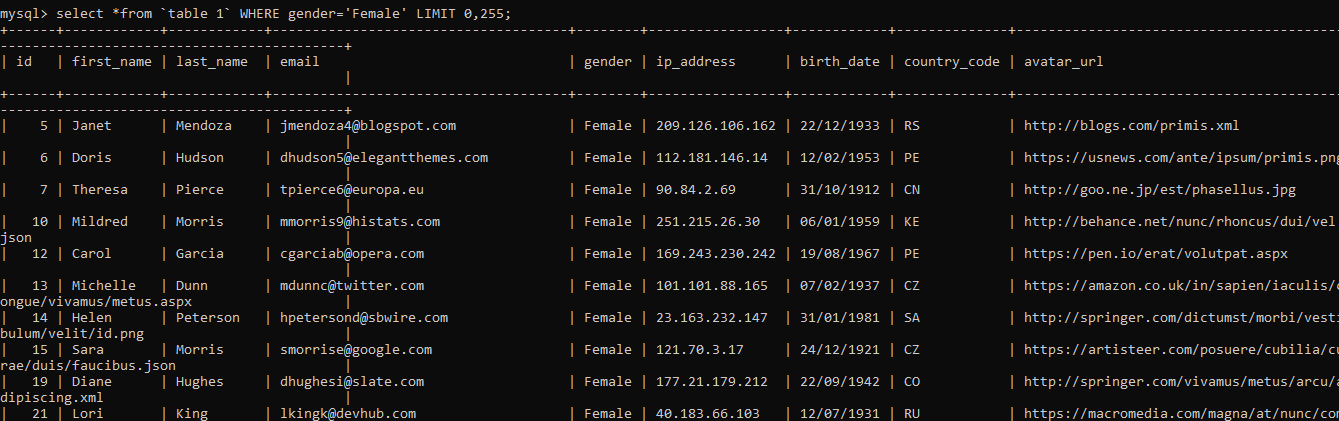 mysql> select *from `table 1` WHERE gender='Female' LIMIT 0,255;
+------+------------+-----------+-------------------------------------+--------+-----------------+------------+--------------+----------------------------------------
-------------------------------------------+
| id | first_name | last_name | email | gender | ip_address | birth_date | country_code | avatar_url
|
+------+------------+-----------+-------------------------------------+--------+-----------------+------------+--------------+----------------------------------------
-------------------------------------------+
| 5 | Janet | Mendoza | jmendoza4@blogspot.com | Female | 209.126.106.162 | 22/12/1933 | RS | http://blogs.com/primis.xml
|
| 6 | Doris | Hudson | dhudson5@elegantthemes.com | Female | 112.181.146.14 | 12/02/1953 | PE | https://usnews.com/ante/ipsum/primis.png
|
| 7 | Theresa | Pierce | tpierce6@europa.eu | Female | 90.84.2.69 | 31/10/1912 | CN | http://goo.ne.jp/est/phasellus.jpg
|
| 10 | Mildred | Morris | mmorris9@histats.com | Female | 251.215.26.30 | 06/01/1959 | KE | http://behance.net/nunc/rhoncus/dui/vel
json |
| 12 | Carol | Garcia | cgarciab@opera.com | Female | 169.243.230.242 | 19/08/1967 | PE | https://pen.io/erat/volutpat.aspx
|
| 13 | Michelle | Dunn | mdunnc@twitter.com | Female | 101.101.88.165 | 07/02/1937 | CZ | https://amazon.co.uk/in/sapien/iaculis/c
ongue/vivamus/metus.aspx |
| 14 | Helen | Peterson | hpetersond@sbwire.com | Female | 23.163.232.147 | 31/01/1981 | SA | http://springer.com/dictumst/morbi/vesti
bulum/velit/id.png |
| 15 | Sara | Morris | smorrise@google.com | Female | 121.70.3.17 | 24/12/1921 | CZ | https://artisteer.com/posuere/cubilia/cu
rae/duis/faucibus.json |
| 19 | Diane | Hughes | dhughesi@slate.com | Female | 177.21.179.212 | 22/09/1942 | CO | http://springer.com/vivamus/metus/arcu/a
dipiscing.xml |
| 21 | Lori | King | lkingk@devhub.com | Female | 40.183.66.103 | 12/07/1931 | RU | https://macromedia.com/magna/at/nunc/com